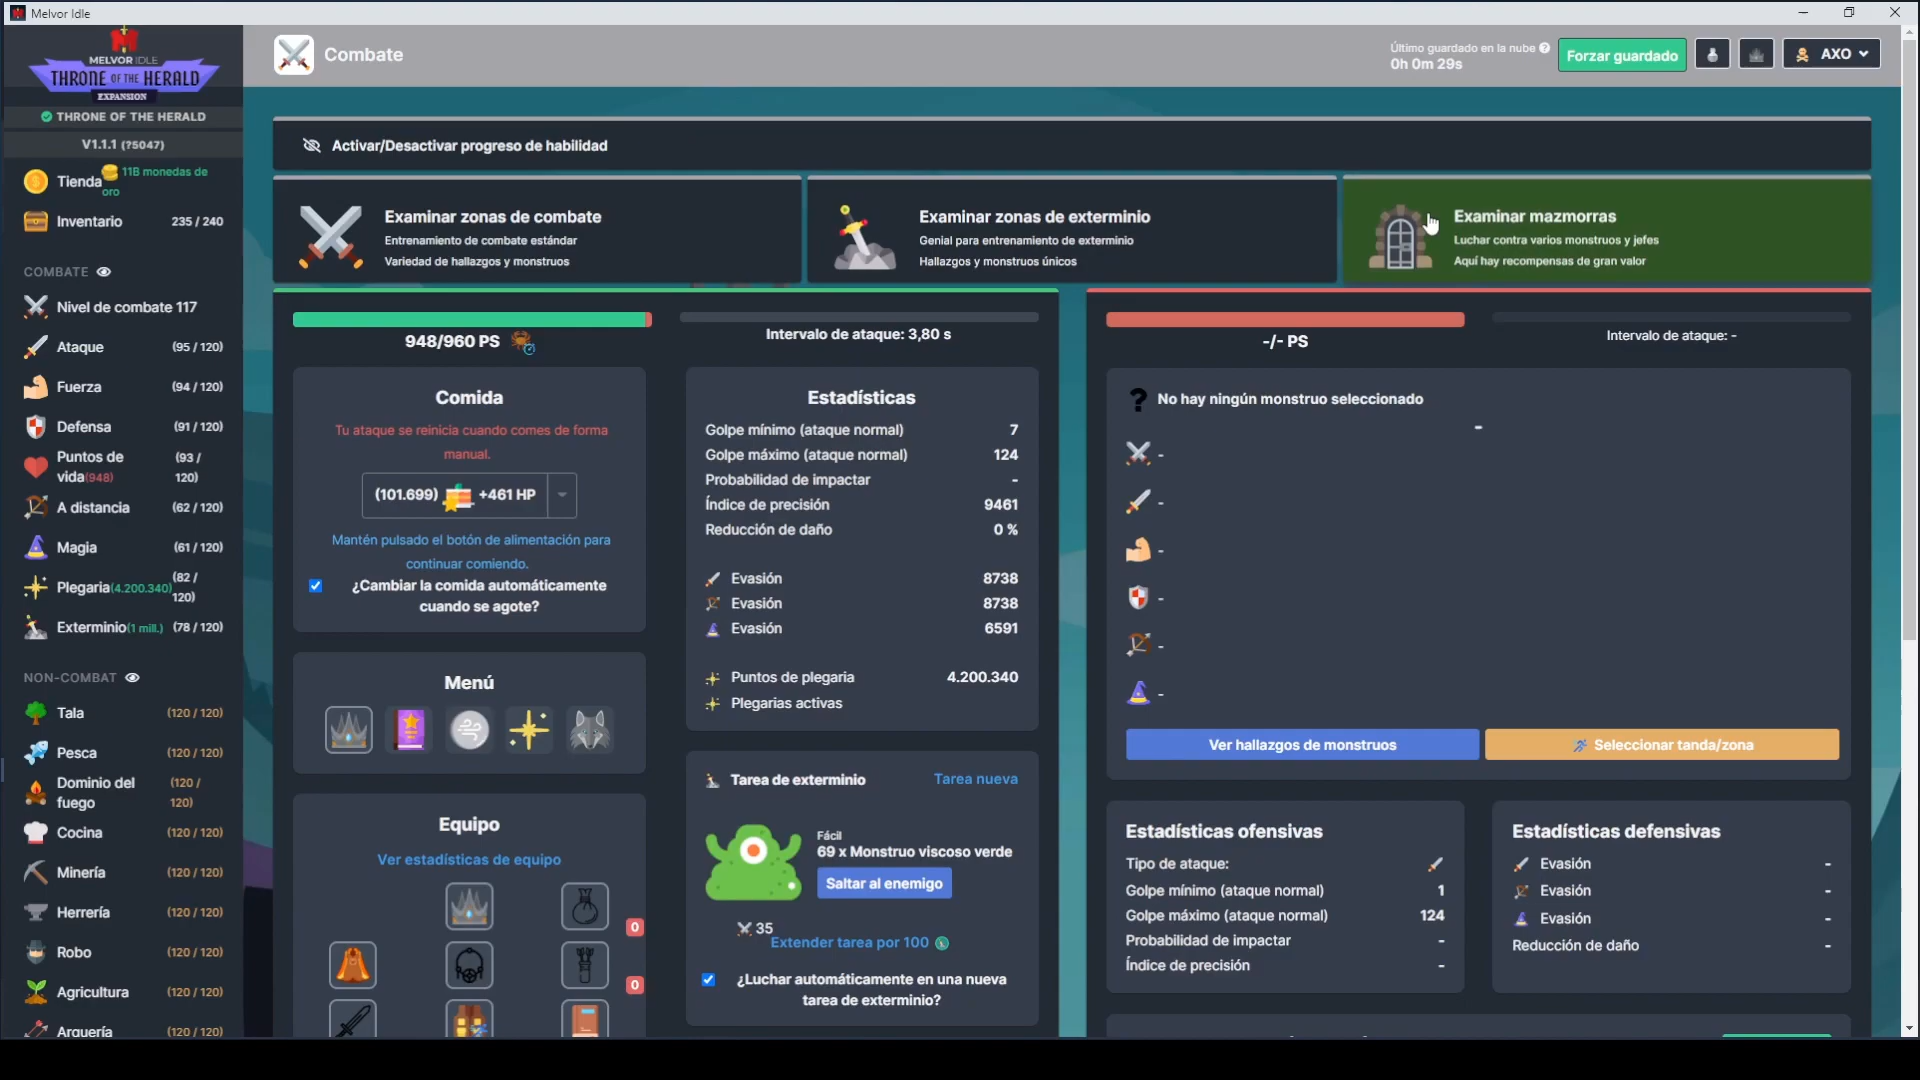 Melvor Idle
MELVOR IDLE
THRONE OF THE HERALD
EXPANSION
THRONE OF THE HERALD
V1.1.1 (?5047)
Tienda 11B monedas de
oro
Inventario 235 / 240
COMBATE
Nivel de combate 117
Ataque (95 / 120)
Fuerza (94 / 120)
Defensa (91 / 120)
Puntos de (93 /
vida(948) 120)
A distancia (62 / 120)
Magia (61 / 120)
Plegaria(4.200.340) (82 /
120)
Exterminio(1 mill.) (78 / 120)
NON-COMBAT
Tala (120 / 120)
Pesca (120 / 120)
Dominio del (120 /
fuego 120)
Cocina (120 / 120)
Minería (120 / 120)
Herrería (120 / 120)
Robo (120 / 120)
Agricultura (120 / 120)
Arquería (120 / 120)
Combate
Último guardado en la nube
0h 0m 29s
Forzar guardado
AXO
Activar/Desactivar progreso de habilidad
Examinar zonas de combate
Entrenamiento de combate estándar
Variedad de hallazgos y monstruos
Examinar zonas de exterminio
Genial para entrenamiento de exterminio
Hallazgos y monstruos únicos
Examinar mazmorras
Luchar contra varios monstruos y jefes
Aquí hay recompensas de gran valor
948/960 PS
Intervalo de ataque: 3,80 s
Comida
Tu ataque se reinicia cuando comes de forma
manual.
(101.699) +461 HP
Mantén pulsado el botón de alimentación para
continuar comiendo.
¿Cambiar la comida automáticamente
cuando se agote?
Menú
Equipo
Ver estadísticas de equipo
0
0
Estadísticas
Golpe mínimo (ataque normal) 7
Golpe máximo (ataque normal) 124
Probabilidad de impactar -
Índice de precisión 9461
Reducción de daño 0 %
Evasión 8738
Evasión 8738
Evasión 6591
Puntos de plegaria 4.200.340
Plegarias activas
Tarea de exterminio Tarea nueva
Fácil
69 x Monstruo viscoso verde
Saltar al enemigo
35
Extender tarea por 100
¿Luchar automáticamente en una nueva
tarea de exterminio?
-/- PS
Intervalo de ataque: -
? No hay ningún monstruo seleccionado
-
-
-
-
-
-
-
Ver hallazgos de monstruos
Seleccionar tanda/zona
Estadísticas ofensivas
Tipo de ataque:
Golpe mínimo (ataque normal) 1
Golpe máximo (ataque normal) 124
Probabilidad de impactar -
Índice de precisión -
Estadísticas defensivas
Evasión -
Evasión -
Evasión -
Reducción de daño -